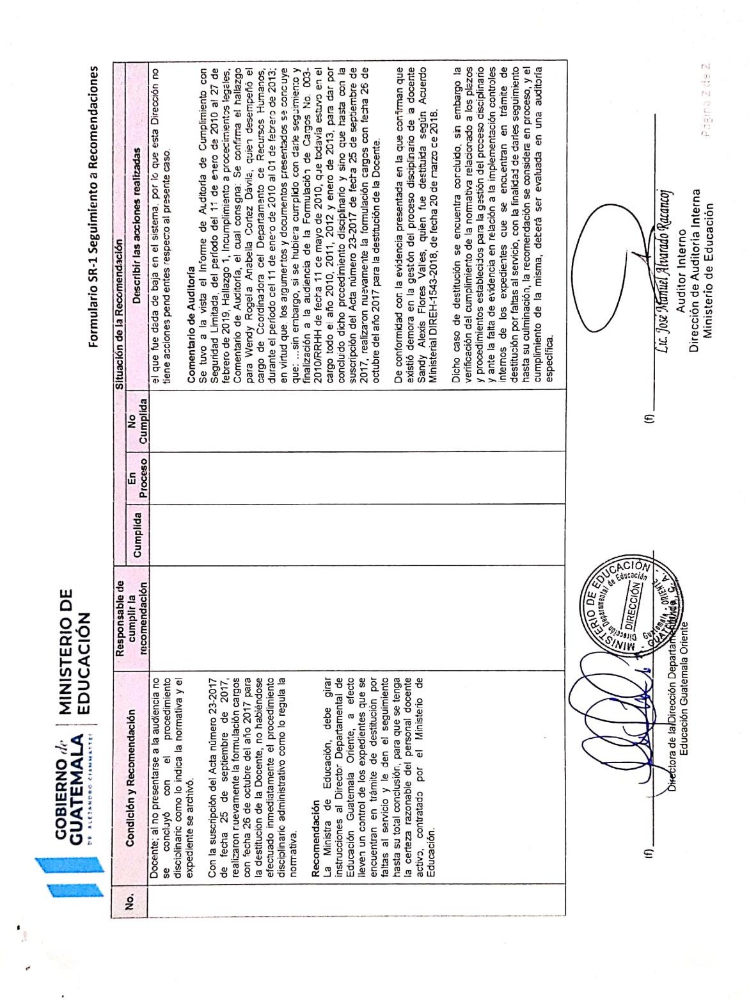 GOBIERNO de
GUATEMALA
DR. ALEJANDRO GIAMMATTEI
MINISTERIO DE
EDUCACIÓN
Formulario SR-1 Seguimiento a Recomendaciones
No.
Condición y Recomendación
Responsable de
cumplir la
recomendación
Situación de la Recomendación
Cumplida
En
Proceso
No
Cumplida
Describir las acciones realizadas
Docente; al no presentarse a la audiencia no
se concluyó con el procedimiento
disciplinario como lo indica la normativa y el
expediente se archivó.
Con la suscripción del Acta número 23-2017
de fecha 25 de septiembre de 2017,
realizaron nuevamente la formulación cargos
con fecha 26 de octubre del año 2017 para
la destitución de la Docente, no habiéndose
efectuado inmediatamente el procedimiento
disciplinario administrativo como lo regula la
normativa.
Recomendación
La Ministra de Educación, debe girar
instrucciones al Director Departamental de
Educación Guatemala Oriente, a efecto
lleven un control de los expedientes que se
encuentran en trámite de destitución por
faltas al servicio y le den el seguimiento
hasta su total conclusión, para que se tenga
la certeza razonable del personal docente
activo, contratado por el Ministerio de
Educación.
el que fue dada de baja en el sistema, por lo que esta Dirección no
tiene acciones pendientes respecto al presente caso.
Comentario de Auditoría
Se tuvo a la vista el Informe de Auditoría de Cumplimiento con
Seguridad Limitada, del período del 11 de enero de 2010 al 27 de
febrero de 2019, Hallazgo 1, Incumplimiento a procedimientos legales,
Comentario de Auditoría, el cual consigna: Se confirma el hallazgo
para Wendy Rogelia Anabella Cortez Dávila, quien desempeñó el
cargo de Coordinadora del Departamento de Recursos Humanos,
durante el período del 11 de enero de 2010 al 01 de febrero de 2013;
en virtud que, los argumentos y documentos presentados se concluye
que: ...sin embargo, si se hubiera cumplido con darle seguimiento y
finalización a la audiencia de la Formulación de Cargos No. 003-
2010/RRHH de fecha 11 de mayo de 2010, que todavía estuvo en el
cargo todo el año 2010, 2011, 2012 y enero de 2013, para dar por
concluido dicho procedimiento disciplinario y sino que hasta con la
suscripción del Acta número 23-2017 de fecha 25 de septiembre de
2017, realizaron nuevamente la formulación cargos con fecha 26 de
octubre del año 2017 para la destitución de la Docente.
De conformidad con la evidencia presentada en la que confirman que
existió demora en la gestión del proceso disciplinario de a docente
Sandy Alexis Flores Valles, quien fue destituida según Acuerdo
Ministerial DIREH-1543-2018, de fecha 20 de marzo de 2018.
Dicho caso de destitución se encuentra concluido, sin embargo la
verificación del cumplimiento de la normativa relacionado a los plazos
y procedimientos establecidos para la gestión del proceso disciplinario
y ante la falta de evidencia en relación a la implementación controles
internos de los expedientes que se encuentran en trámite de
destitución por faltas al servicio, con la finalidad de darles seguimiento
hasta su culminación, la recomendación se considera en proceso, y el
cumplimiento de la misma, deberá ser evaluada en una auditoría
específica.
(f)
Directora de la Dirección Departamental de
Educación Guatemala Oriente
MINISTERIO DE EDUCACIÓN
Dirección Departamental de Educación
DIRECCIÓN
Guatemala - ORIENTE
GUATEMALA, C. A.
(f)
Lic. José Manuel Alvarado Racancoj
Auditor Interno
Dirección de Auditoría Interna
Ministerio de Educación
Página 2 de 2